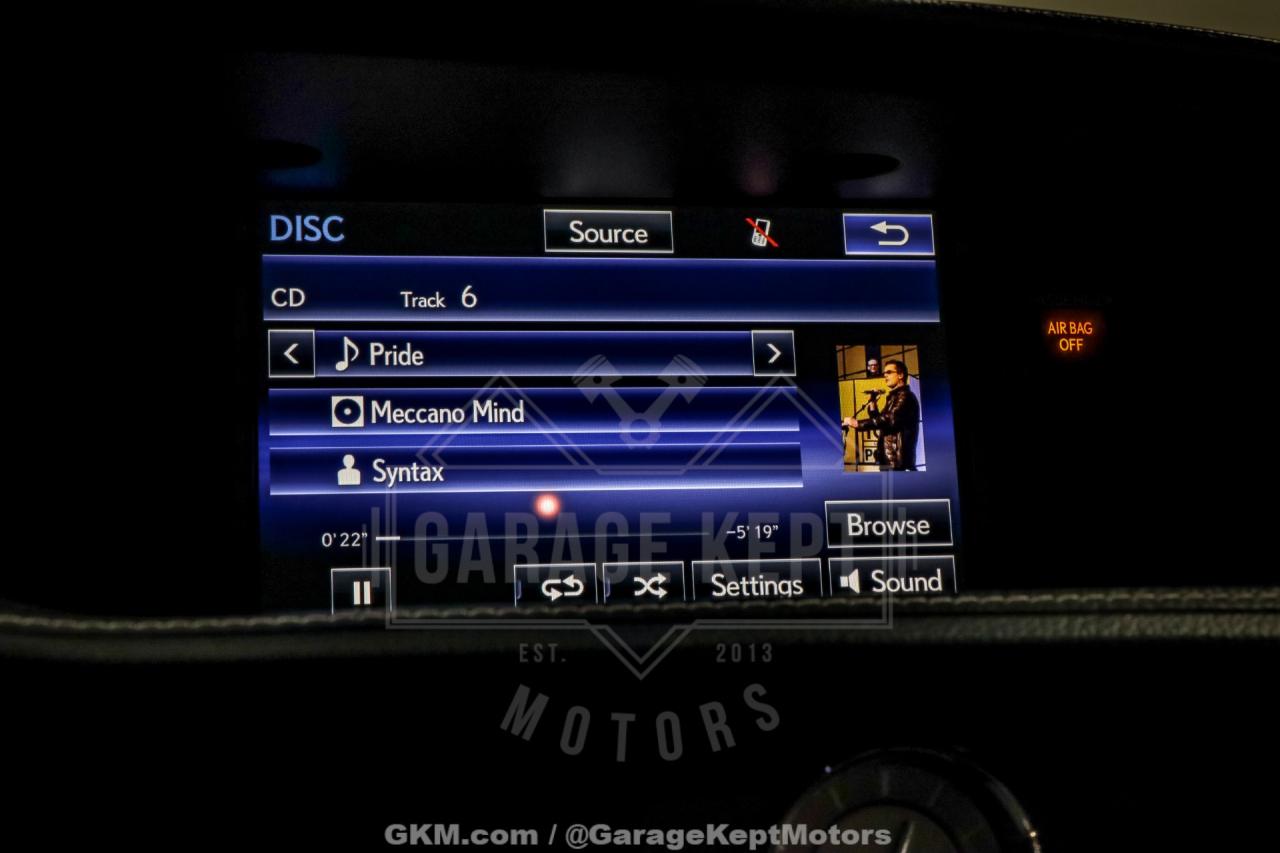 DISC
Source
CD
Track 6
Pride
Meccano Mind
Syntax
0'22"
-5'19"
Browse
Settings
Sound
AIR BAG
OFF
GARAGE KEPT
EST. 2013
MOTORS
GKM.com / @GarageKeptMotors